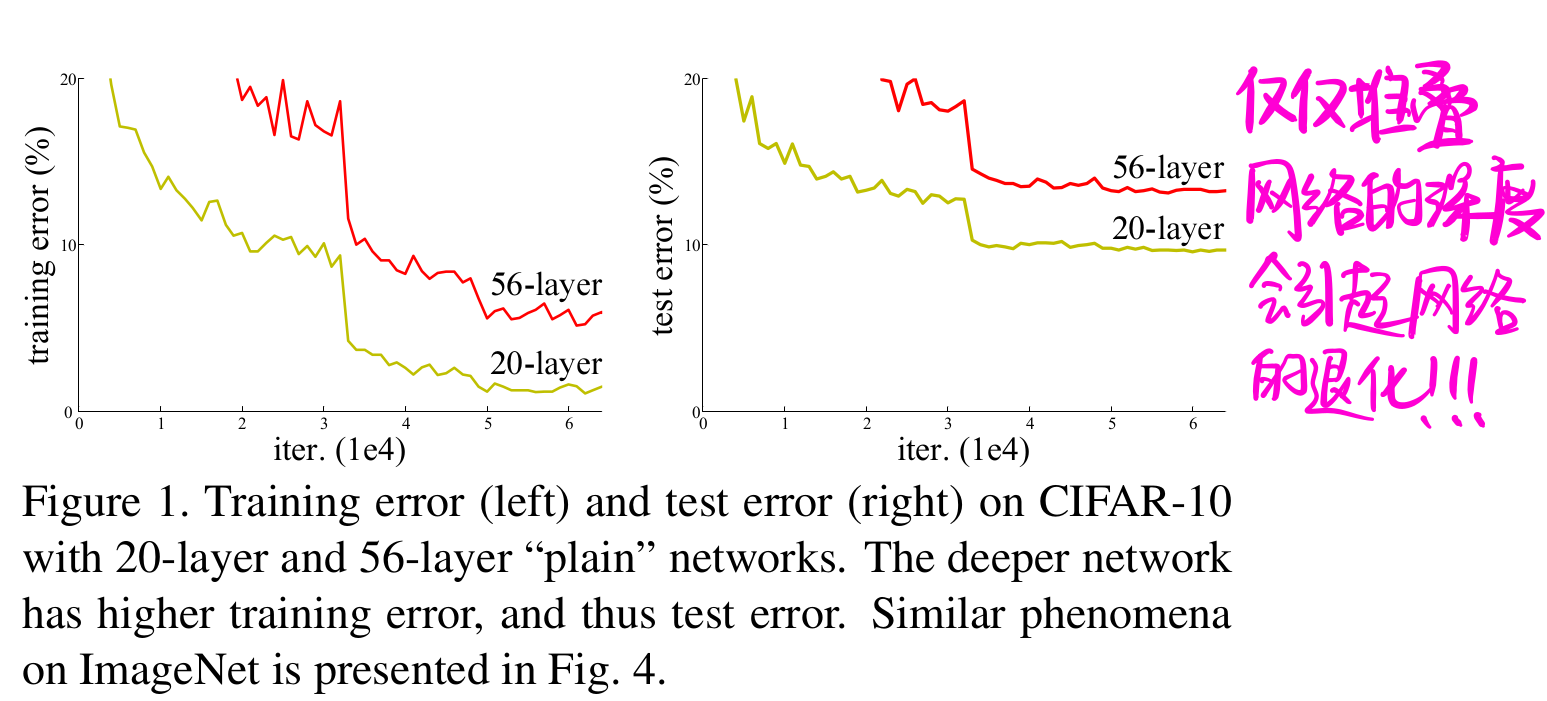 20
10
0
training error (%)
0 1 2 3 4 5 6
iter. (1e4)
56-layer
20-layer
20
10
0
test error (%)
0 1 2 3 4 5 6
iter. (1e4)
56-layer
20-layer
仅仅堆叠
网络的深度
会引起网络
的退化!!!
Figure 1. Training error (left) and test error (right) on CIFAR-10
with 20-layer and 56-layer “plain” networks. The deeper network
has higher training error, and thus test error. Similar phenomena
on ImageNet is presented in Fig. 4.